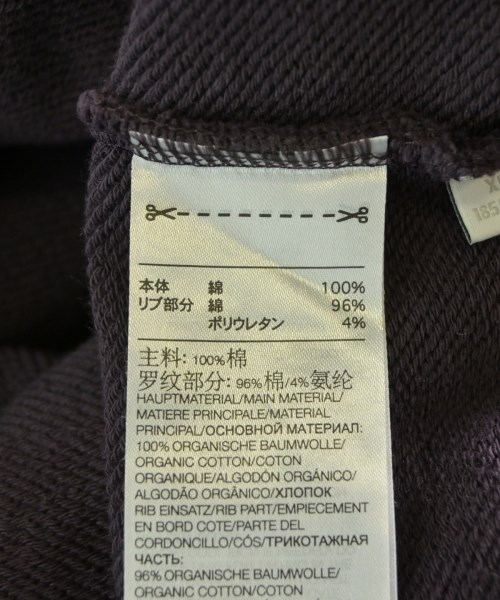 本体 綿 100%
リブ部分 綿 96%
ポリウレタン 4%
主料: 100%棉
罗纹部分: 96%棉/4%氨纶
HAUPTMATERIAL/MAIN MATERIAL/
MATIERE PRINCIPALE/MATERIAL
PRINCIPAL/ОСНОВНОЙ МАТЕРИАЛ:
100% ORGANISCHE BAUMWOLLE/
ORGANIC COTTON/COTON
ORGANIQUE/ALGODÓN ORGÁNICO/
ALGODÃO ORGÂNICO/ХЛОПОК
RIB EINSATZ/RIB PART/EMPIECEMENT
EN BORD COTE/PARTE DEL
CORDONCILLO/CÓS/ТРИКОТАЖНАЯ
ЧАСТЬ:
96% ORGANISCHE BAUMWOLLE/
ORGANIC COTTON/COTON